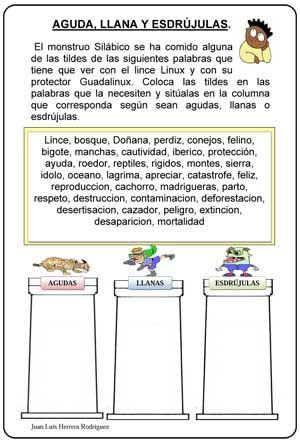 AGUDA, LLANA Y ESDRÚJULAS.
El monstruo Silábico se ha comido alguna
de las tildes de las siguientes palabras que
tiene que ver con el lince Linux y con su
protector Guadalinux. Coloca las tildes en las
palabras que la necesiten y sitúalas en la columna
que corresponda según sean agudas, llanas o
esdrújulas.
Lince, bosque, Doñana, perdiz, conejos, felino,
bigote, manchas, cautividad, iberico, protección,
ayuda, roedor, reptiles, rigidos, montes, sierra,
idolo, oceano, lagrima, apreciar, catastrofe, feliz,
reproduccion, cachorro, madrigueras, parto,
respeto, destruccion, contaminacion, deforestacion,
desertisacion, cazador, peligro, extincion,
desaparicion, mortalidad
AGUDAS
LLANAS
ESDRÚJULAS
Juan Luis Herrera Rodríguez